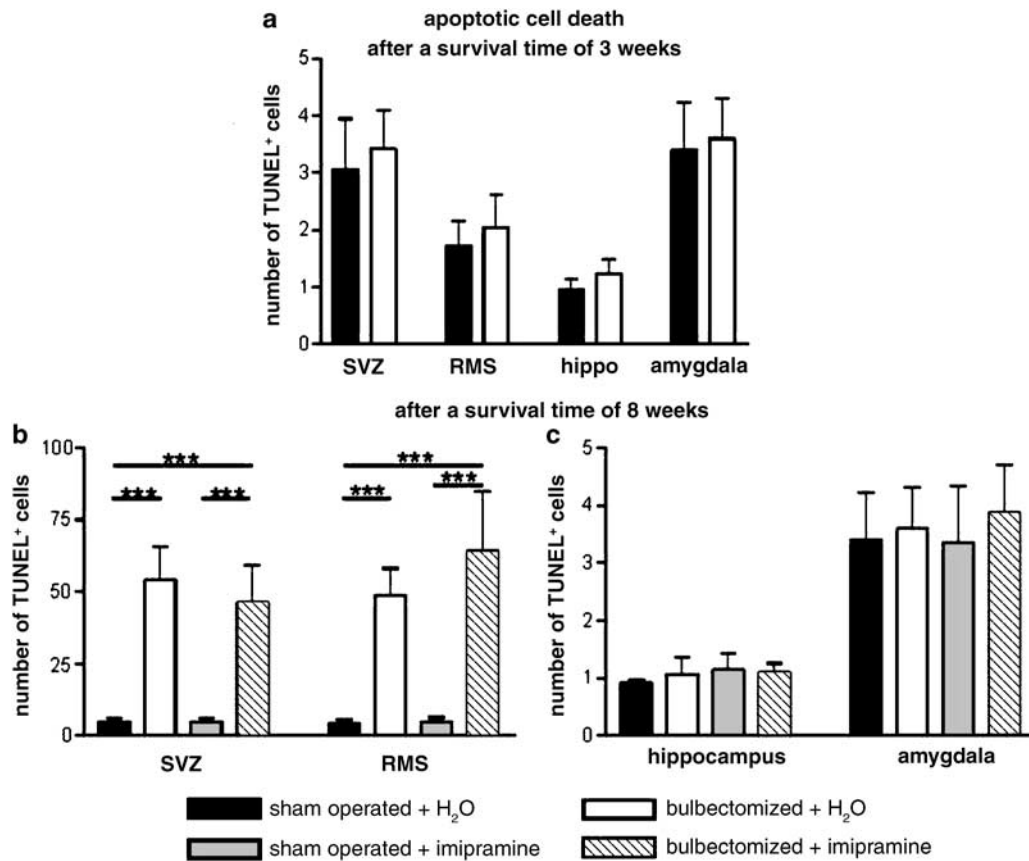 a
apoptotic cell death
after a survival time of 3 weeks
number of TUNEL⁺ cells
5
4
3
2
1
0
SVZ RMS hippo amygdala
after a survival time of 8 weeks
b
number of TUNEL⁺ cells
100
75
50
25
0
*** *** ***
*** *** ***
SVZ RMS
c
number of TUNEL⁺ cells
5
4
3
2
1
0
hippocampus amygdala
sham operated + H₂O
bulbectomized + H₂O
sham operated + imipramine
bulbectomized + imipramine